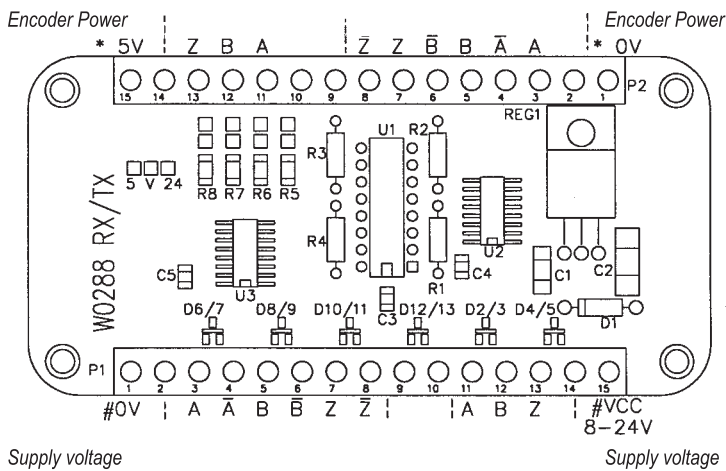 Encoder Power Encoder Power
* 5V Z B A Z̅ Z B̅ B A̅ A * 0V
15 14 13 12 11 10 9 8 7 6 5 4 3 2 1 P2
REG1
U1
R2
R3
5 V 24
R8 R7 R6 R5
W0288 RX/TX
R4
U2
C5
U3
C4
C1
C2
R1
C3
D6/7 D8/9 D10/11 D12/13 D2/3 D4/5
D1
P1
1 2 3 4 5 6 7 8 9 10 11 12 13 14 15
#0V A A̅ B B̅ Z Z̅ A B Z #VCC
8-24V
Supply voltage Supply voltage